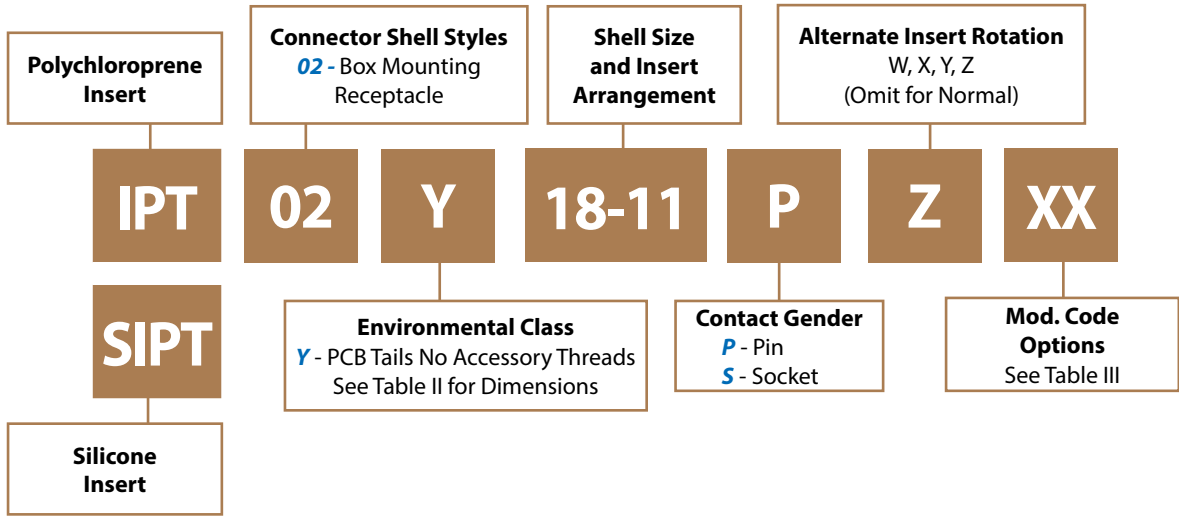 Polychloroprene
Insert
Connector Shell Styles
02 - Box Mounting
Receptacle
Shell Size
and Insert
Arrangement
Alternate Insert Rotation
W, X, Y, Z
(Omit for Normal)
IPT
02
Y
18-11
P
Z
XX
SIPT
Environmental Class
Y - PCB Tails No Accessory Threads
See Table II for Dimensions
Contact Gender
P - Pin
S - Socket
Mod. Code
Options
See Table III
Silicone
Insert